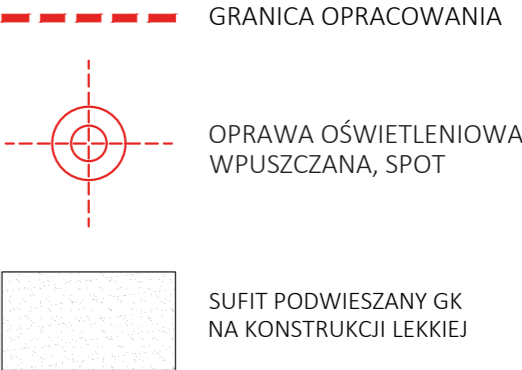 GRANICA OPRACOWANIA
OPRAWA OŚWIETLENIOWA
WPUSZCZANA, SPOT
SUFIT PODWIESZANY GK
NA KONSTRUKCJI LEKKIEJ